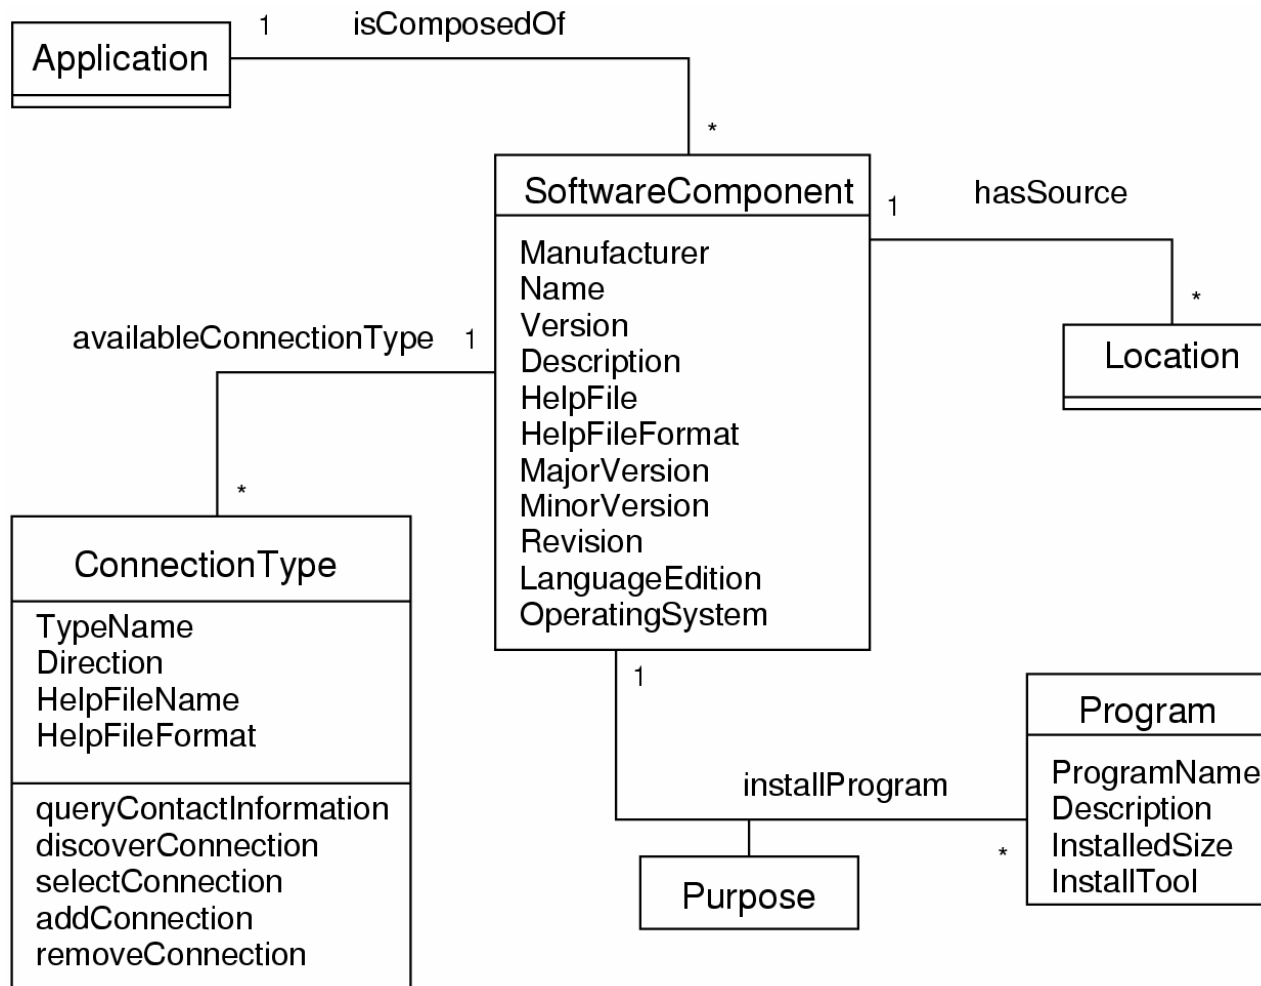 1
isComposedOf
Application
*
SoftwareComponent
Manufacturer
Name
Version
Description
HelpFile
HelpFileFormat
MajorVersion
MinorVersion
Revision
LanguageEdition
OperatingSystem
1
hasSource
*
Location
availableConnectionType
1
*
ConnectionType
TypeName
Direction
HelpFileName
HelpFileFormat
queryContactInformation
discoverConnection
selectConnection
addConnection
removeConnection
1
installProgram
*
Purpose
Program
ProgramName
Description
InstalledSize
InstallTool